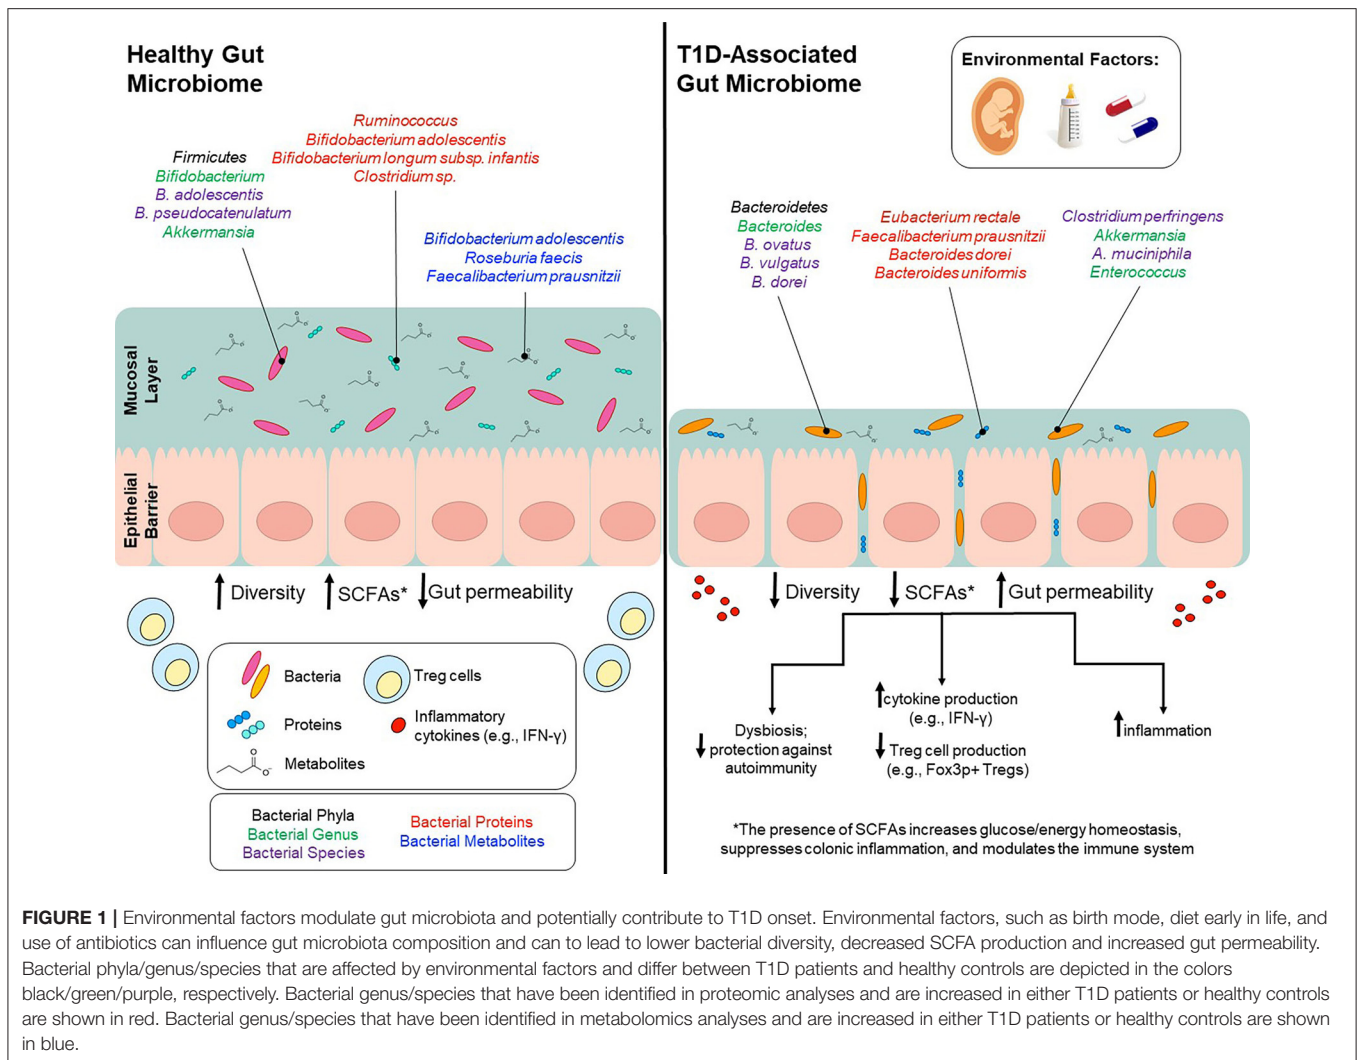 Healthy Gut
Microbiome
Ruminococcus
Bifidobacterium adolescentis
Bifidobacterium longum subsp. infantis
Clostridium sp.
Firmicutes
Bifidobacterium
B. adolescentis
B. pseudocatenulatum
Akkermansia
Bifidobacterium adolescentis
Roseburia faecis
Faecalibacterium prausnitzii
Mucosal
Layer
Epithelial
Barrier
Diversity
SCFAs*
Gut permeability
Bacteria
Treg cells
Proteins
Inflammatory
cytokines (e.g., IFN-γ)
Metabolites
Bacterial Phyla
Bacterial Genus
Bacterial Species
Bacterial Proteins
Bacterial Metabolites
T1D-Associated
Gut Microbiome
Environmental Factors:
Bacteroidetes
Bacteroides
B. ovatus
B. vulgatus
B. dorei
Eubacterium rectale
Faecalibacterium prausnitzii
Bacteroides dorei
Bacteroides uniformis
Clostridium perfringens
Akkermansia
A. muciniphila
Enterococcus
Diversity
SCFAs*
Gut permeability
Dysbiosis;
protection against
autoimmunity
cytokine production
(e.g., IFN-γ)
Treg cell production
(e.g., Fox3p+ Tregs)
inflammation
*The presence of SCFAs increases glucose/energy homeostasis,
suppresses colonic inflammation, and modulates the immune system
FIGURE 1 | Environmental factors modulate gut microbiota and potentially contribute to T1D onset. Environmental factors, such as birth mode, diet early in life, and
use of antibiotics can influence gut microbiota composition and can to lead to lower bacterial diversity, decreased SCFA production and increased gut permeability.
Bacterial phyla/genus/species that are affected by environmental factors and differ between T1D patients and healthy controls are depicted in the colors
black/green/purple, respectively. Bacterial genus/species that have been identified in proteomic analyses and are increased in either T1D patients or healthy controls
are shown in red. Bacterial genus/species that have been identified in metabolomics analyses and are increased in either T1D patients or healthy controls are shown
in blue.